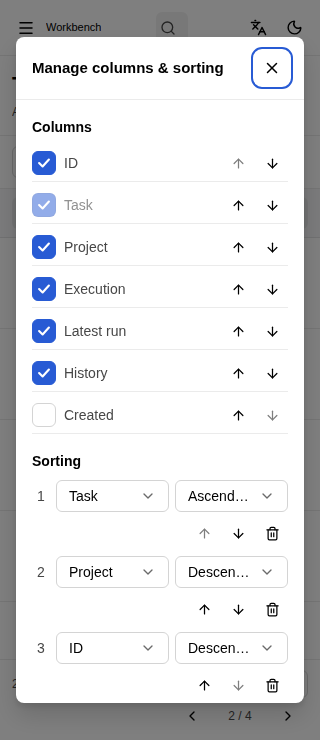 Workbench
Manage columns & sorting
Columns
ID
Task
Project
Execution
Latest run
History
Created
Sorting
1 Task Ascend…
2 Project Descen…
3 ID Descen…
2 / 4